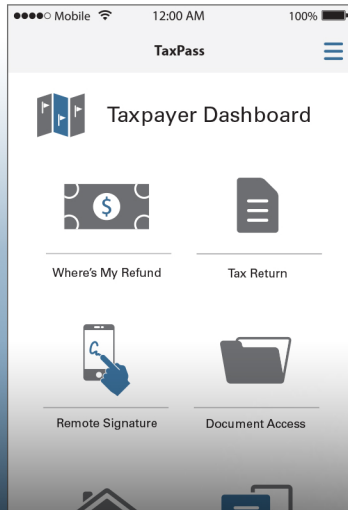 Mobile 12:00 AM 100%
TaxPass
Taxpayer Dashboard
$
Where's My Refund Tax Return
Remote Signature Document Access